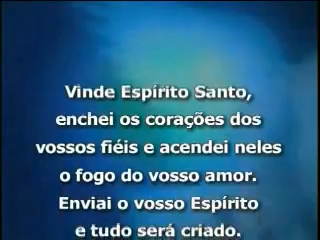 Vinde Espírito Santo,
enchei os corações dos
vossos fiéis e acendei neles
o fogo do vosso amor.
Enviai o vosso Espírito
e tudo será criado.